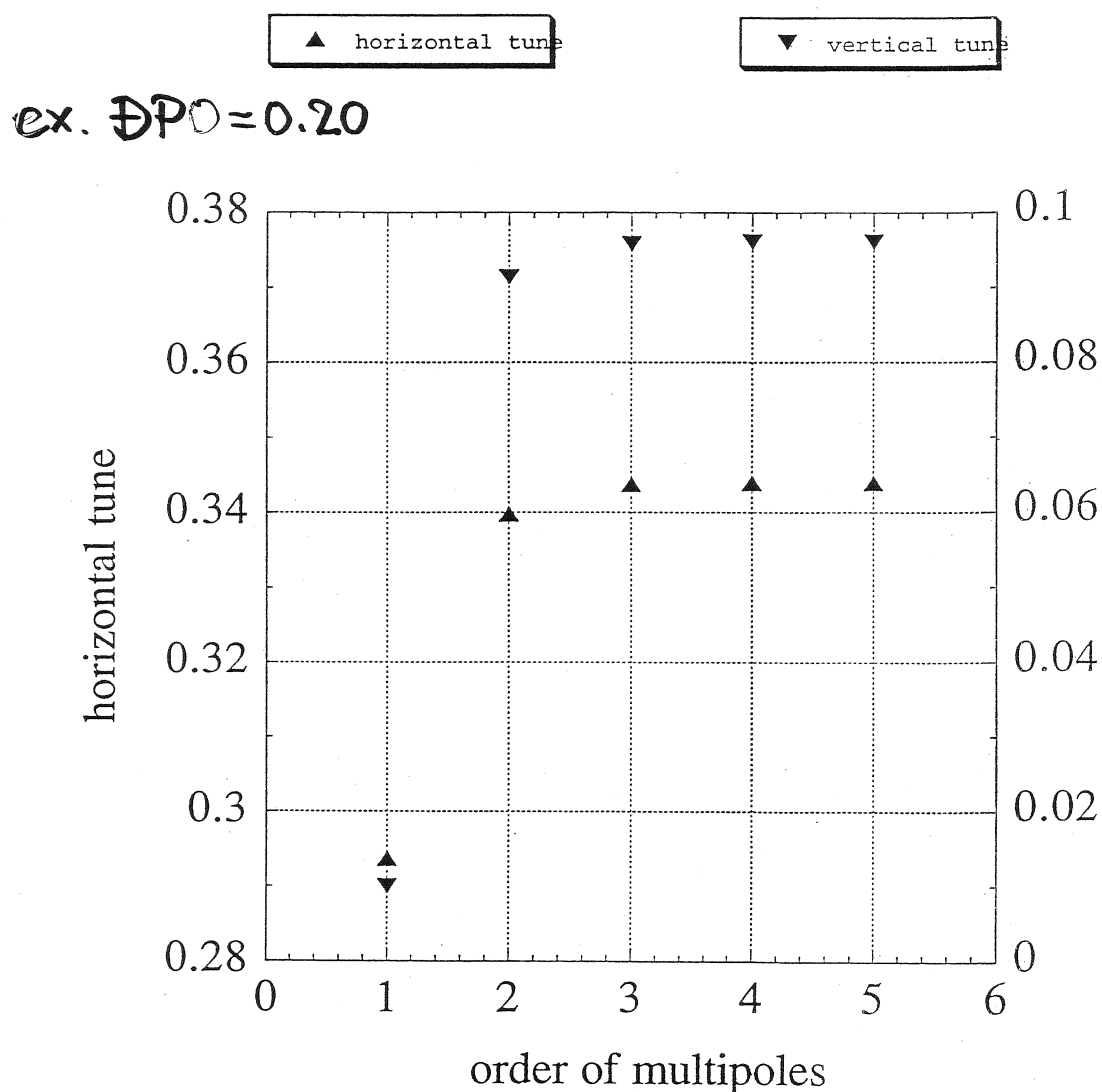 horizontal tune
vertical tune
ex. DPO=0.20
0.38
0.36
0.34
0.32
0.3
0.28
horizontal tune
0.1
0.08
0.06
0.04
0.02
0
0 1 2 3 4 5 6
order of multipoles